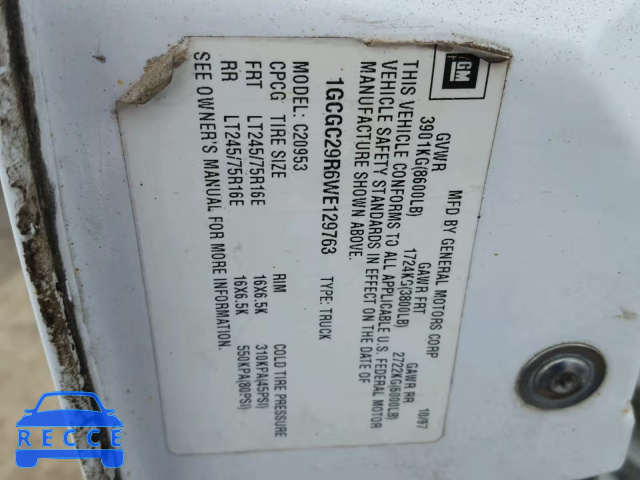 GM
MFD BY GENERAL MOTORS CORP 10/97
GVWR GAWR FRT GAWR RR
3901KG(8600LB) 1724KG(3800LB) 2722KG(6000LB)
THIS VEHICLE CONFORMS TO ALL APPLICABLE U.S. FEDERAL MOTOR
VEHICLE SAFETY STANDARDS IN EFFECT ON THE DATE OF
MANUFACTURE SHOWN ABOVE.
1GCGC29R6WE129763 TYPE: TRUCK
MODEL: C20953
CPCG TIRE SIZE RIM COLD TIRE PRESSURE
FRT LT245/75R16E 16X6.5K 310KPA(45PSI)
RR LT245/75R16E 16X6.5K 550KPA(80PSI)
SEE OWNER'S MANUAL FOR MORE INFORMATION.
RECCE